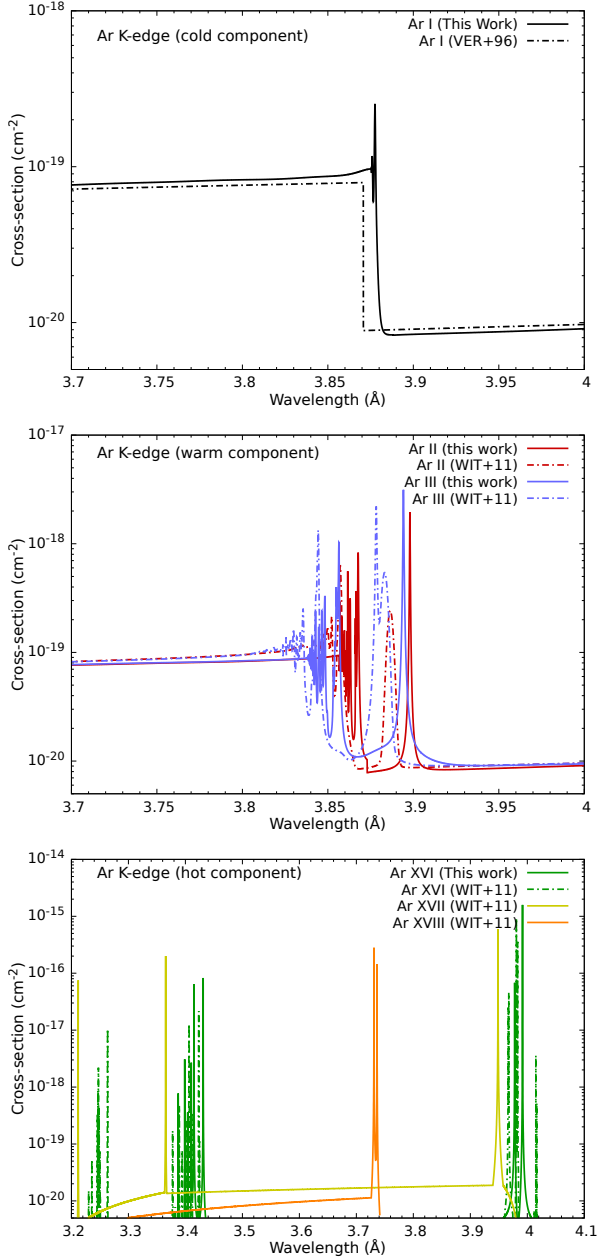 10⁻¹⁸
Ar K-edge (cold component)
Ar I (This Work)
Ar I (VER+96)
10⁻¹⁹
10⁻²⁰
Cross-section (cm⁻²)
3.7 3.75 3.8 3.85 3.9 3.95 4
Wavelength (Å)
10⁻¹⁷
Ar K-edge (warm component)
Ar II (this work)
Ar II (WIT+11)
Ar III (this work)
Ar III (WIT+11)
10⁻¹⁸
10⁻¹⁹
10⁻²⁰
Cross-section (cm⁻²)
3.7 3.75 3.8 3.85 3.9 3.95 4
Wavelength (Å)
10⁻¹⁴
Ar K-edge (hot component)
Ar XVI (This work)
Ar XVI (WIT+11)
Ar XVII (WIT+11)
Ar XVIII (WIT+11)
10⁻¹⁵
10⁻¹⁶
10⁻¹⁷
10⁻¹⁸
10⁻¹⁹
10⁻²⁰
Cross-section (cm⁻²)
3.2 3.3 3.4 3.5 3.6 3.7 3.8 3.9 4 4.1
Wavelength (Å)